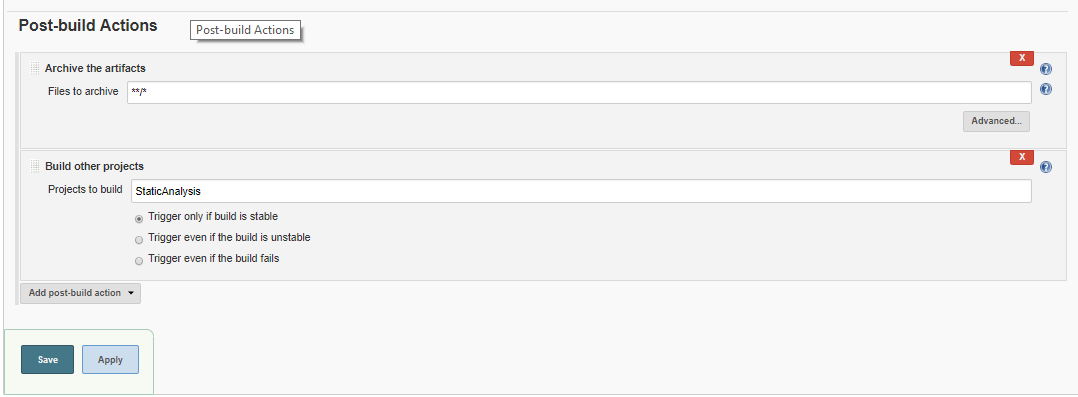 Post-build Actions
Post-build Actions
X
Archive the artifacts
?
Files to archive **/*
?
Advanced...
X
Build other projects
?
Projects to build StaticAnalysis
Trigger only if build is stable
Trigger even if the build is unstable
Trigger even if the build fails
Add post-build action
Save Apply